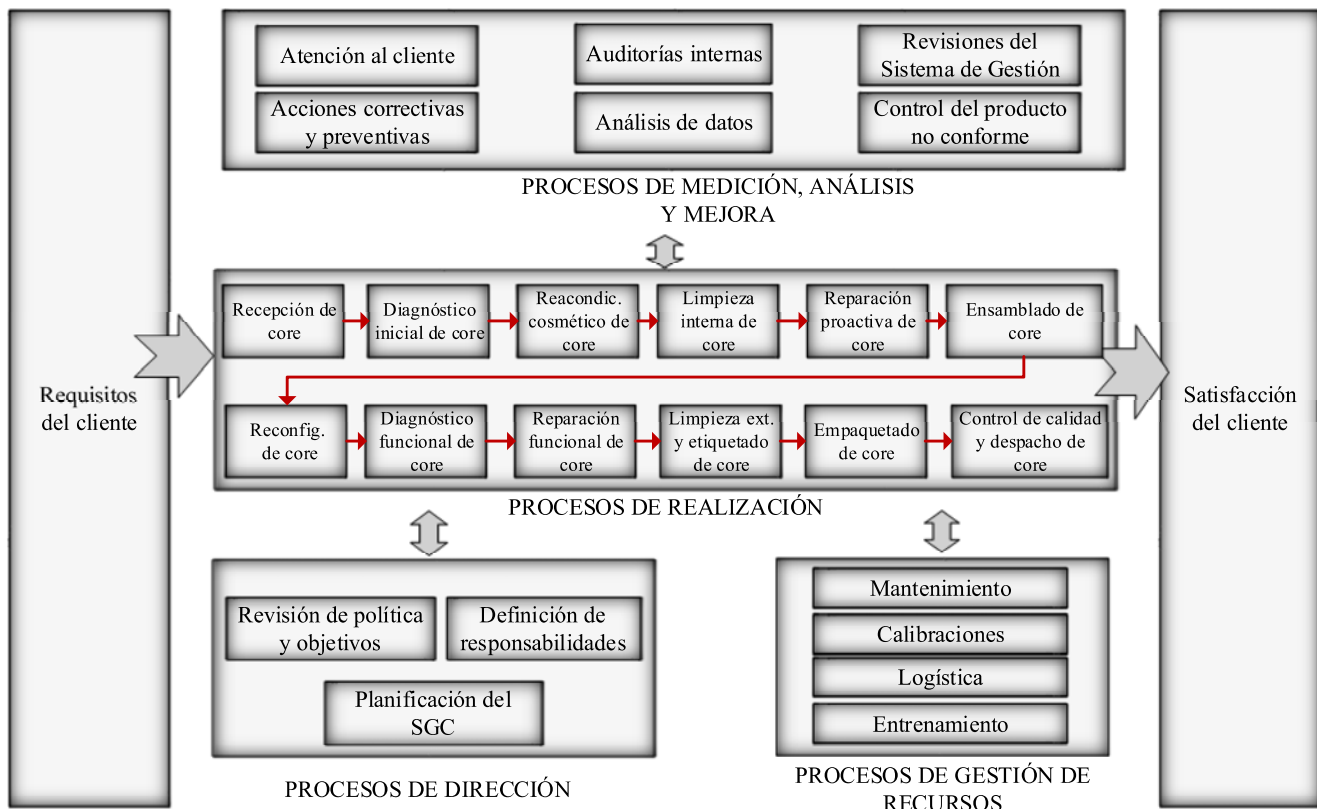 Atención al cliente
Auditorías internas
Revisiones del
Sistema de Gestión
Acciones correctivas
y preventivas
Análisis de datos
Control del producto
no conforme
PROCESOS DE MEDICIÓN, ANÁLISIS
Y MEJORA
Requisitos
del cliente
Recepción de
core
Diagnóstico
inicial de core
Reacondic.
cosmético de
core
Limpieza
interna de
core
Reparación
proactiva de
core
Ensamblado de
core
Reconfig.
de core
Diagnóstico
funcional de
core
Reparación
funcional de
core
Limpieza ext.
y etiquetado
de core
Empaquetado
de core
Control de calidad
y despacho de
core
PROCESOS DE REALIZACIÓN
Satisfacción
del cliente
Revisión de política
y objetivos
Definición de
responsabilidades
Planificación del
SGC
PROCESOS DE DIRECCIÓN
Mantenimiento
Calibraciones
Logística
Entrenamiento
PROCESOS DE GESTIÓN DE
RECURSOS